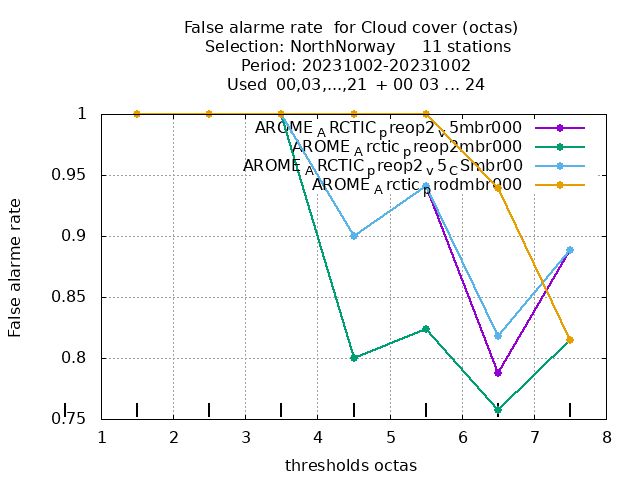 False alarme rate for Cloud cover (octas)
Selection: NorthNorway 11 stations
Period: 20231002-20231002
Used 00,03,...,21 + 00 03 ... 24
AROME_ARCTIC_preop2_v5mbr000
AROME_Arctic_preop2mbr000
AROME_ARCTIC_preop2_v5_CSmbr00
AROME_Arctic_prodmbr000
1
0.95
0.9
0.85
0.8
0.75
False alarme rate
1 2 3 4 5 6 7 8
thresholds octas